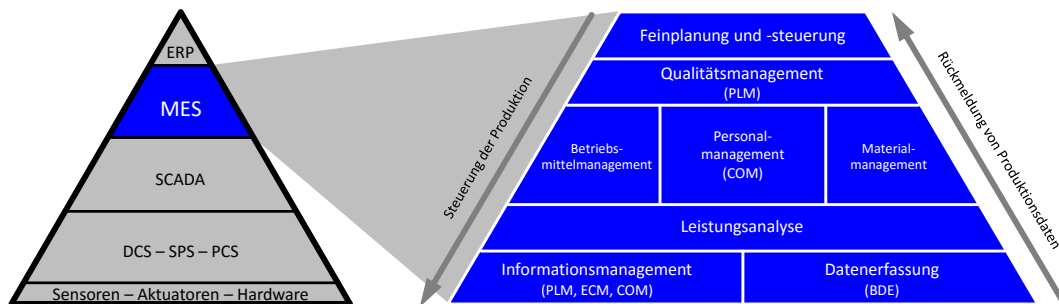 ERP
MES
SCADA
DCS – SPS – PCS
Sensoren – Aktuatoren – Hardware
Steuerung der Produktion
Feinplanung und -steuerung
Qualitätsmanagement
(PLM)
Betriebs-
mittelmanagement
Personal-
management
(COM)
Material-
management
Leistungsanalyse
Informationsmanagement
(PLM, ECM, COM)
Datenerfassung
(BDE)
Rückmeldung von Produktionsdaten